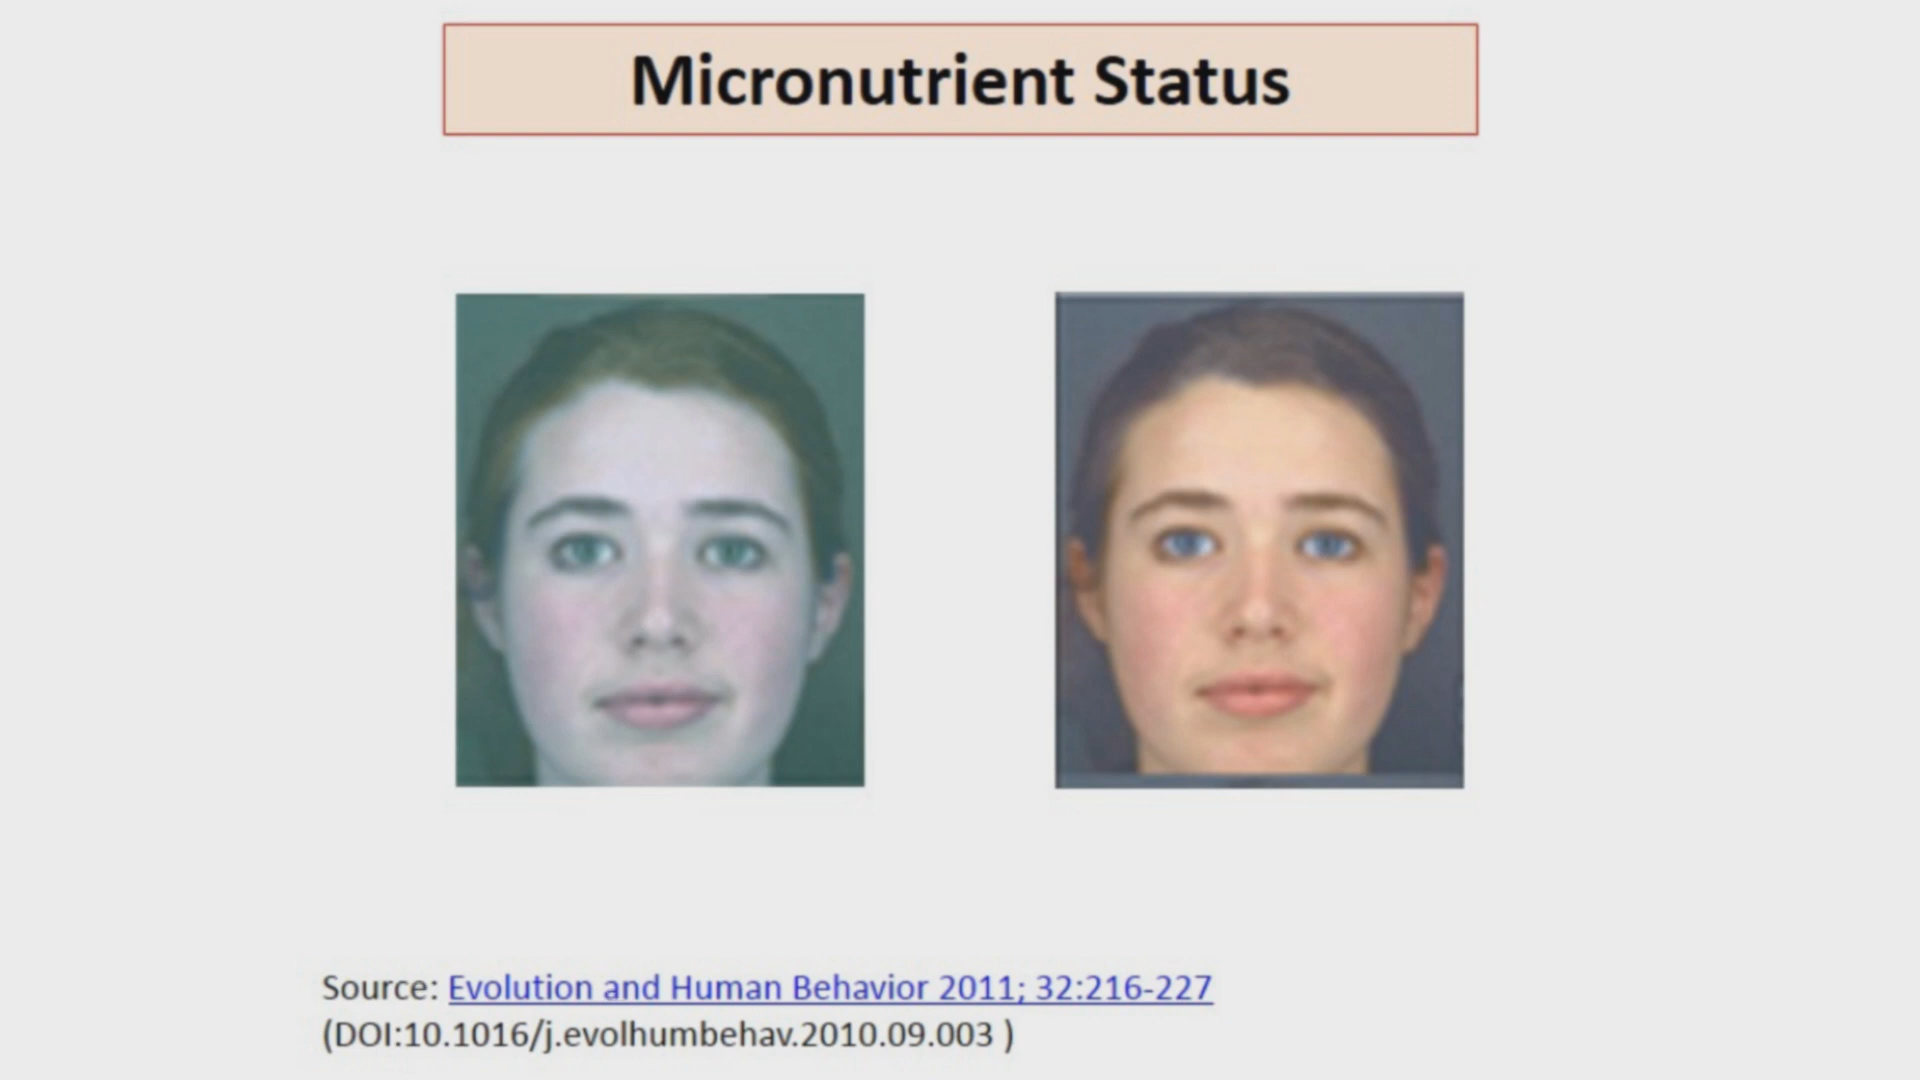 Micronutrient Status
Source: Evolution and Human Behavior 2011; 32:216-227
(DOI:10.1016/j.evolhumbehav.2010.09.003 )